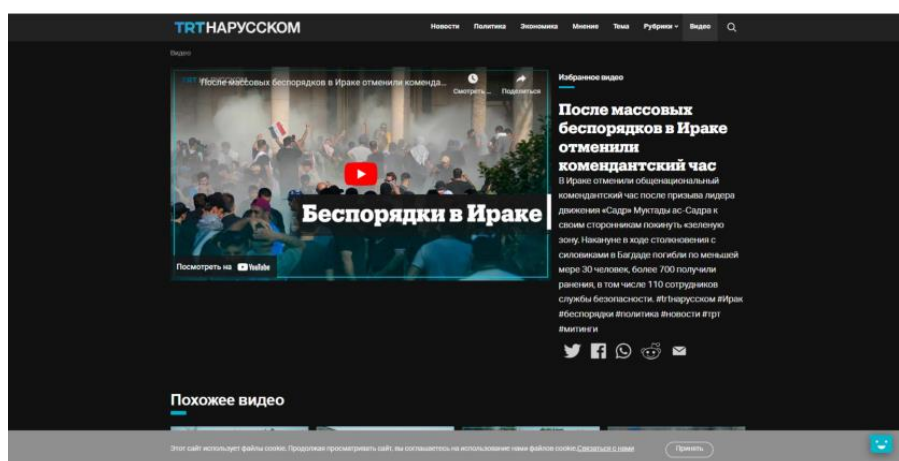 TRTНАРУССКОМ
Новости Политика Экономика Мнение Тема Рубрики Видео
Видео
После массовых беспорядков в Ираке отменили коменда...
Смотреть... Поделиться
Беспорядки в Ираке
Посмотреть на YouTube
Избранное видео
После массовых
беспорядков в Ираке
отменили
комендантский час
В Ираке отменили общенациональный
комендантский час после призыва лидера
движения «Садр» Муктады ас-Садра к
своим сторонникам покинуть «зеленую
зону. Накануне в ходе столкновения с
силовиками в Багдаде погибли по меньшей
мере 30 человек, более 700 получили
ранения, в том числе 110 сотрудников
службы безопасности. #trtнарусском #Ирак
#беспорядки #политика #новости #трт
#митинги
Похожее видео
Этот сайт использует файлы cookie. Продолжая просматривать сайт, вы соглашаетесь на использование нами файлов cookie.Связаться с нами
Принять